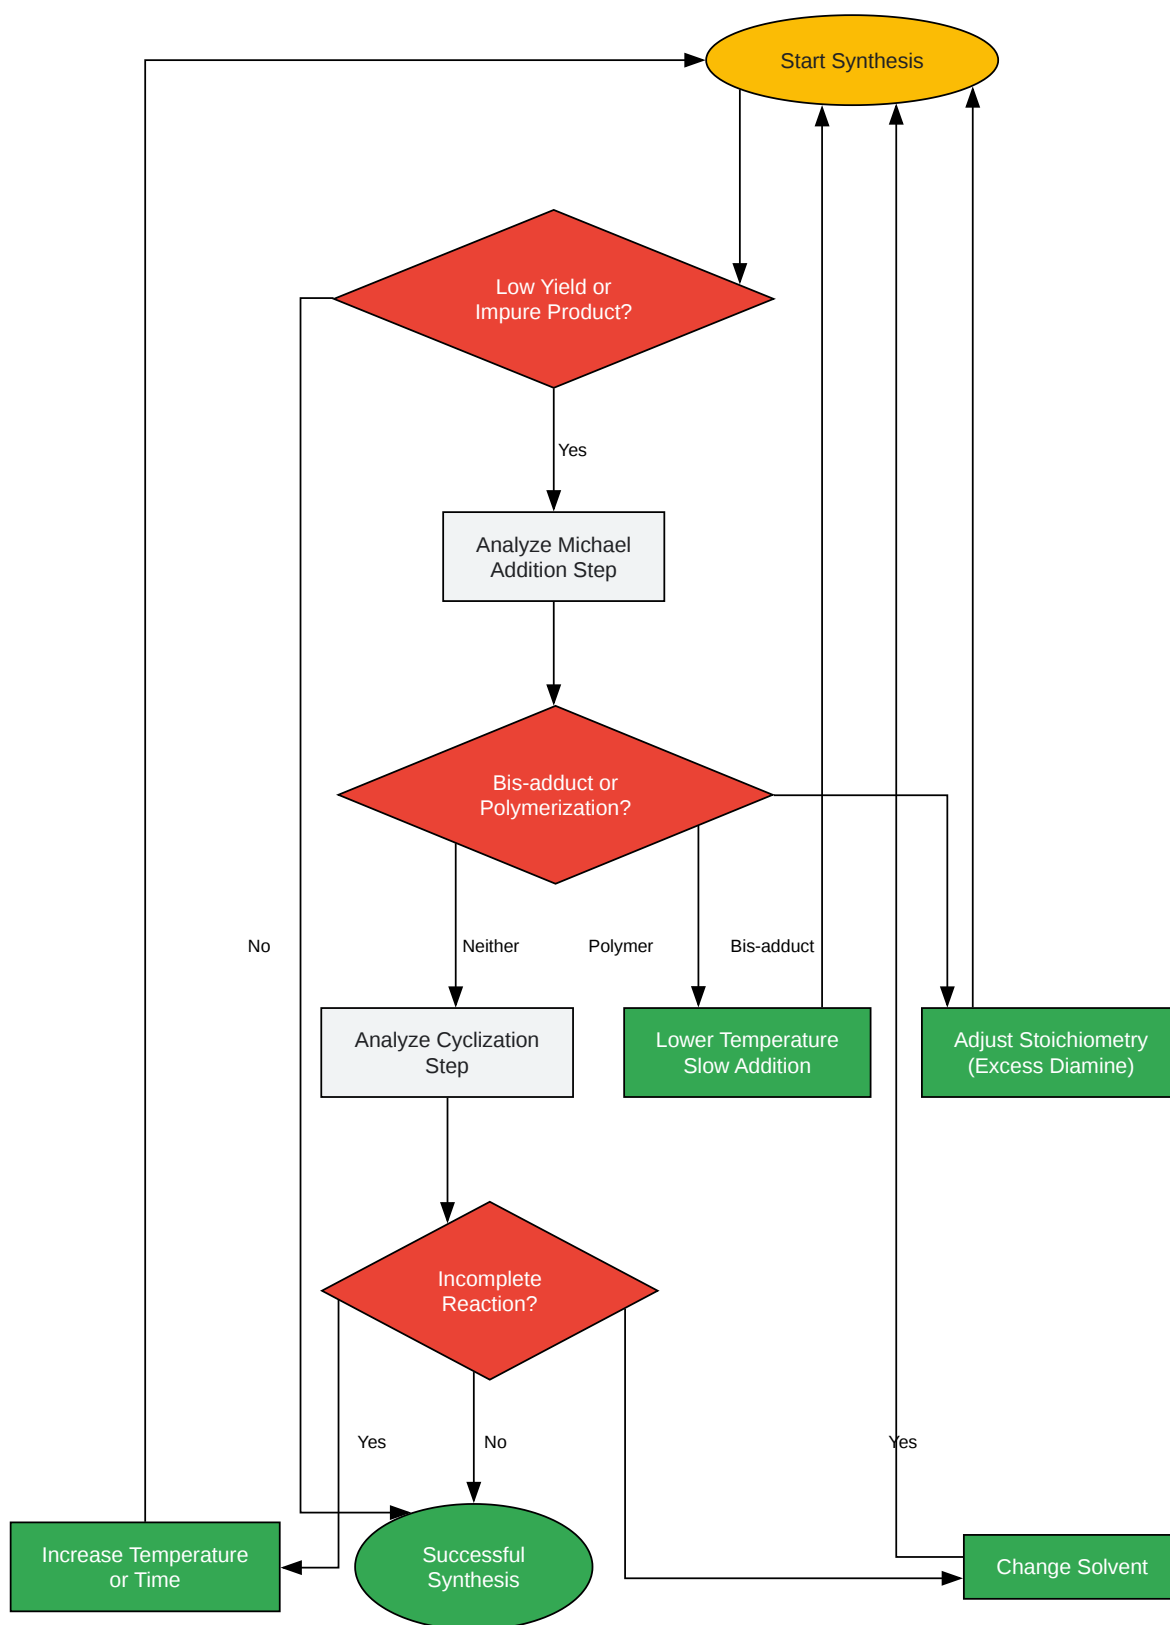 Start Synthesis
Low Yield or
Impure Product?
Yes
Analyze Michael
Addition Step
Bis-adduct or
Polymerization?
No
Neither
Polymer
Bis-adduct
Analyze Cyclization
Step
Lower Temperature
Slow Addition
Adjust Stoichiometry
(Excess Diamine)
Incomplete
Reaction?
Yes
No
Yes
Increase Temperature
or Time
Successful
Synthesis
Change Solvent